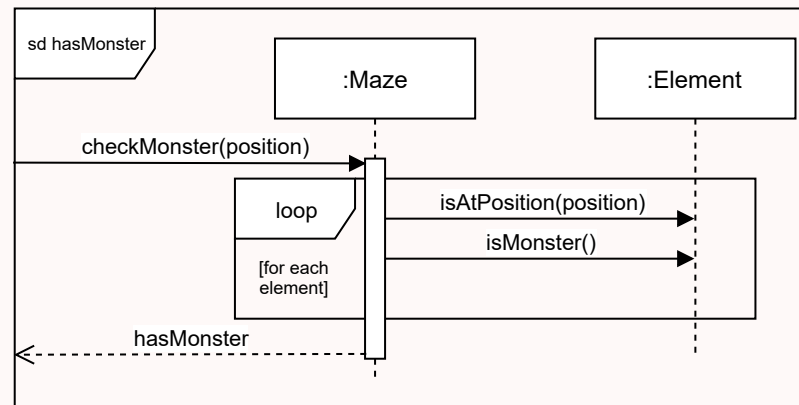 sd hasMonster
:Maze
:Element
checkMonster(position)
loop
isAtPosition(position)
isMonster()
[for each
element]
hasMonster